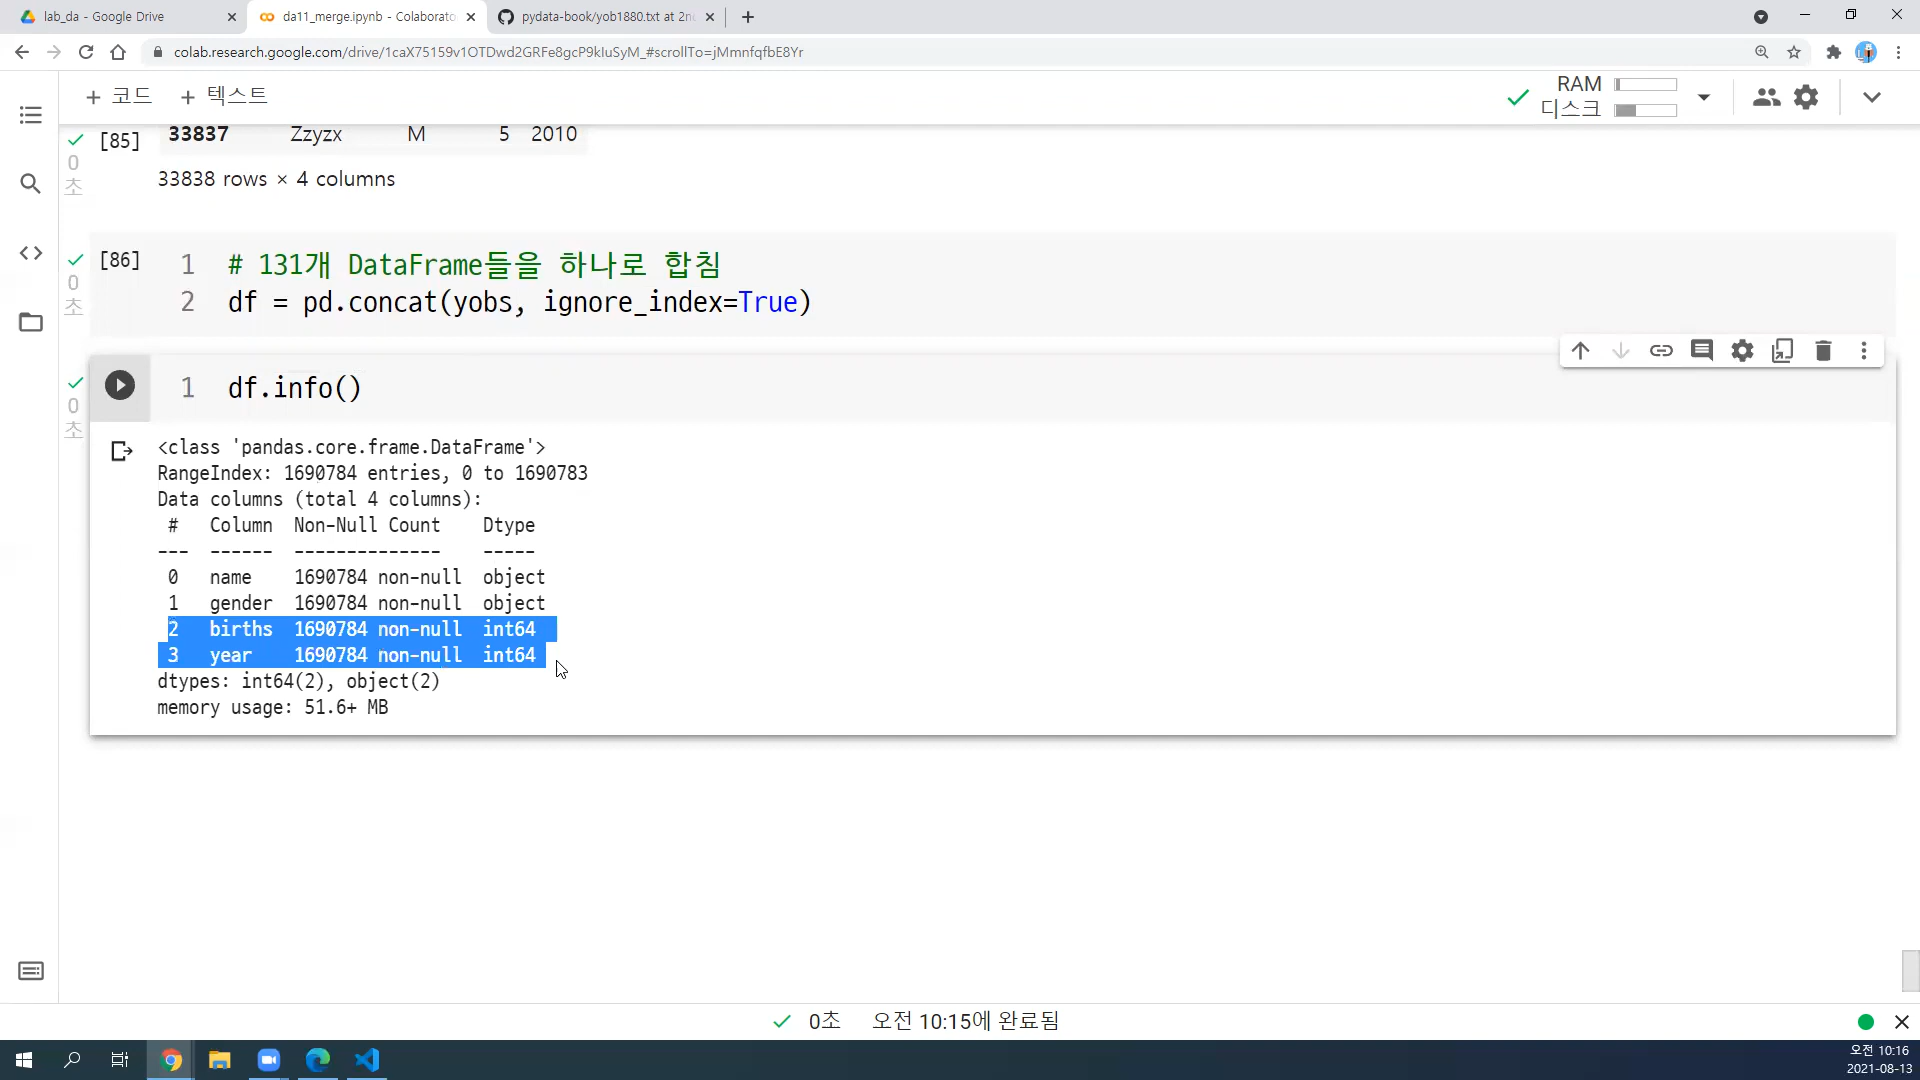 lab_da - Google Drive
da11_merge.ipynb - Colaborato
pydata-book/yob1880.txt at 2n
colab.research.google.com/drive/1caX75159v1OTDwd2GRFe8gcP9kIuSyM_#scrollTo=jMmnfqfbE8Yr
+ 코드 + 텍스트
RAM
디스크
[85]
0
초
33837 Zzyzx M 5 2010
33838 rows × 4 columns
[86]
0
초
1 # 131개 DataFrame들을 하나로 합침
2 df = pd.concat(yobs, ignore_index=True)
0
초
1 df.info()
<class 'pandas.core.frame.DataFrame'>
RangeIndex: 1690784 entries, 0 to 1690783
Data columns (total 4 columns):
# Column Non-Null Count Dtype
--- ------ -------------- -----
0 name 1690784 non-null object
1 gender 1690784 non-null object
2 births 1690784 non-null int64
3 year 1690784 non-null int64
dtypes: int64(2), object(2)
memory usage: 51.6+ MB
0초 오전 10:15에 완료됨
오전 10:16
2021-08-13